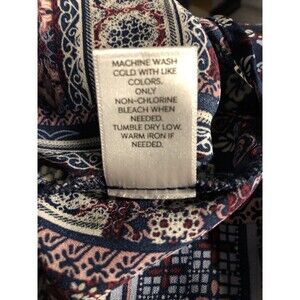 MACHINE WASH
COLD WITH LIKE
COLORS.
ONLY
NON-CHLORINE
BLEACH WHEN
NEEDED.
TUMBLE DRY LOW.
WARM IRON IF
NEEDED.